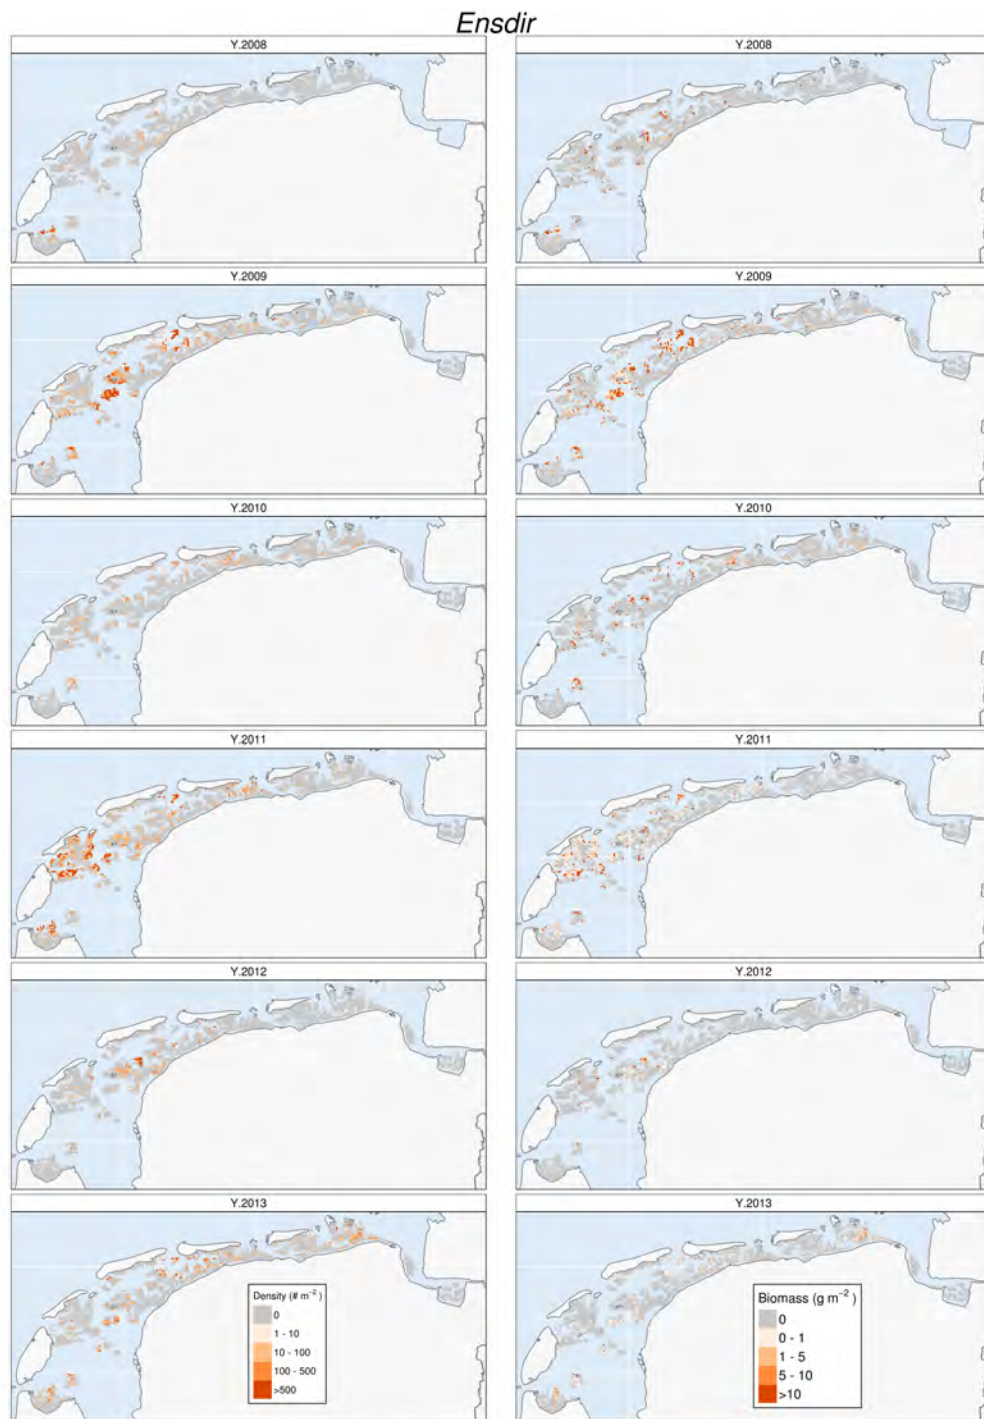 Ensdir
Y.2008
Y.2008
Y.2009
Y.2009
Y.2010
Y.2010
Y.2011
Y.2011
Y.2012
Y.2012
Y.2013
Y.2013
Density (# m⁻²)
0
1 - 10
10 - 100
100 - 500
>500
Biomass (g m⁻²)
0
0 - 1
1 - 5
5 - 10
>10